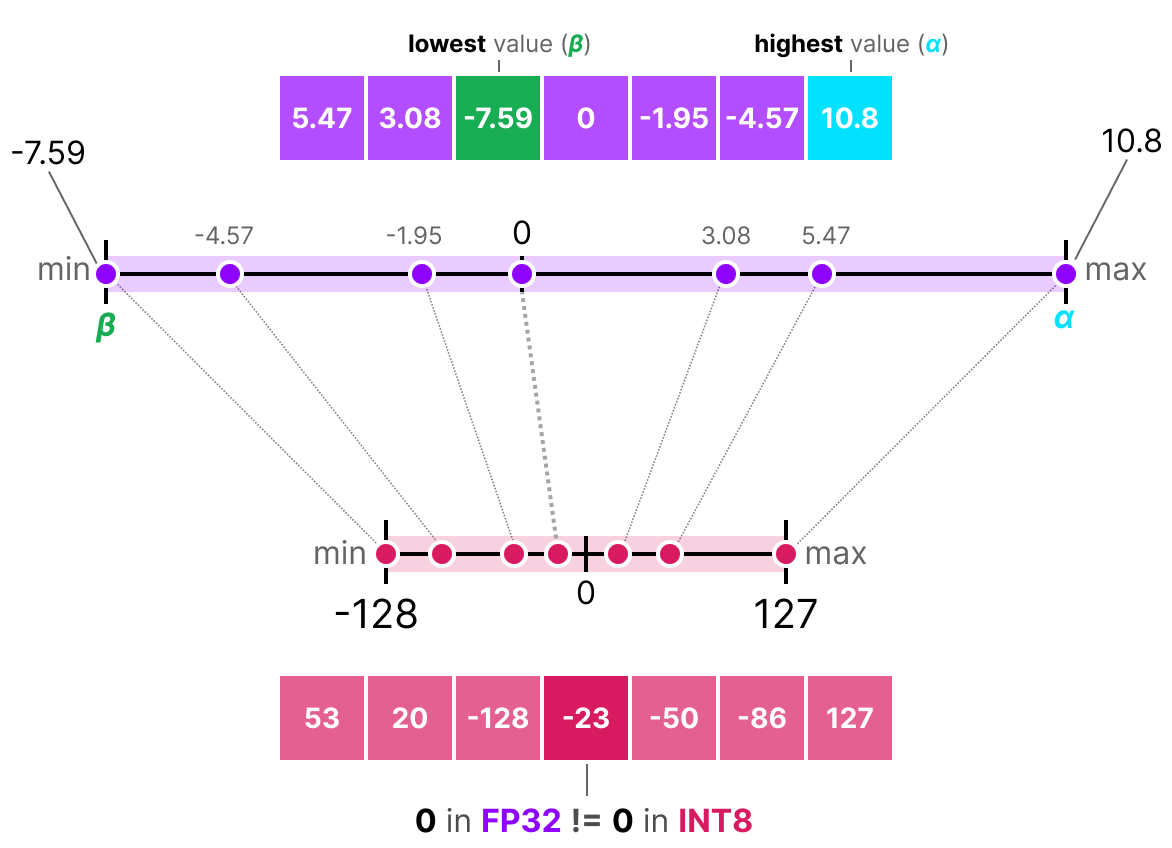 lowest value (β) highest value (α)
5.47 3.08 -7.59 0 -1.95 -4.57 10.8
-7.59 10.8
-4.57 -1.95 0 3.08 5.47
min max
β α
min max
0
-128 127
53 20 -128 -23 -50 -86 127
0 in FP32 != 0 in INT8